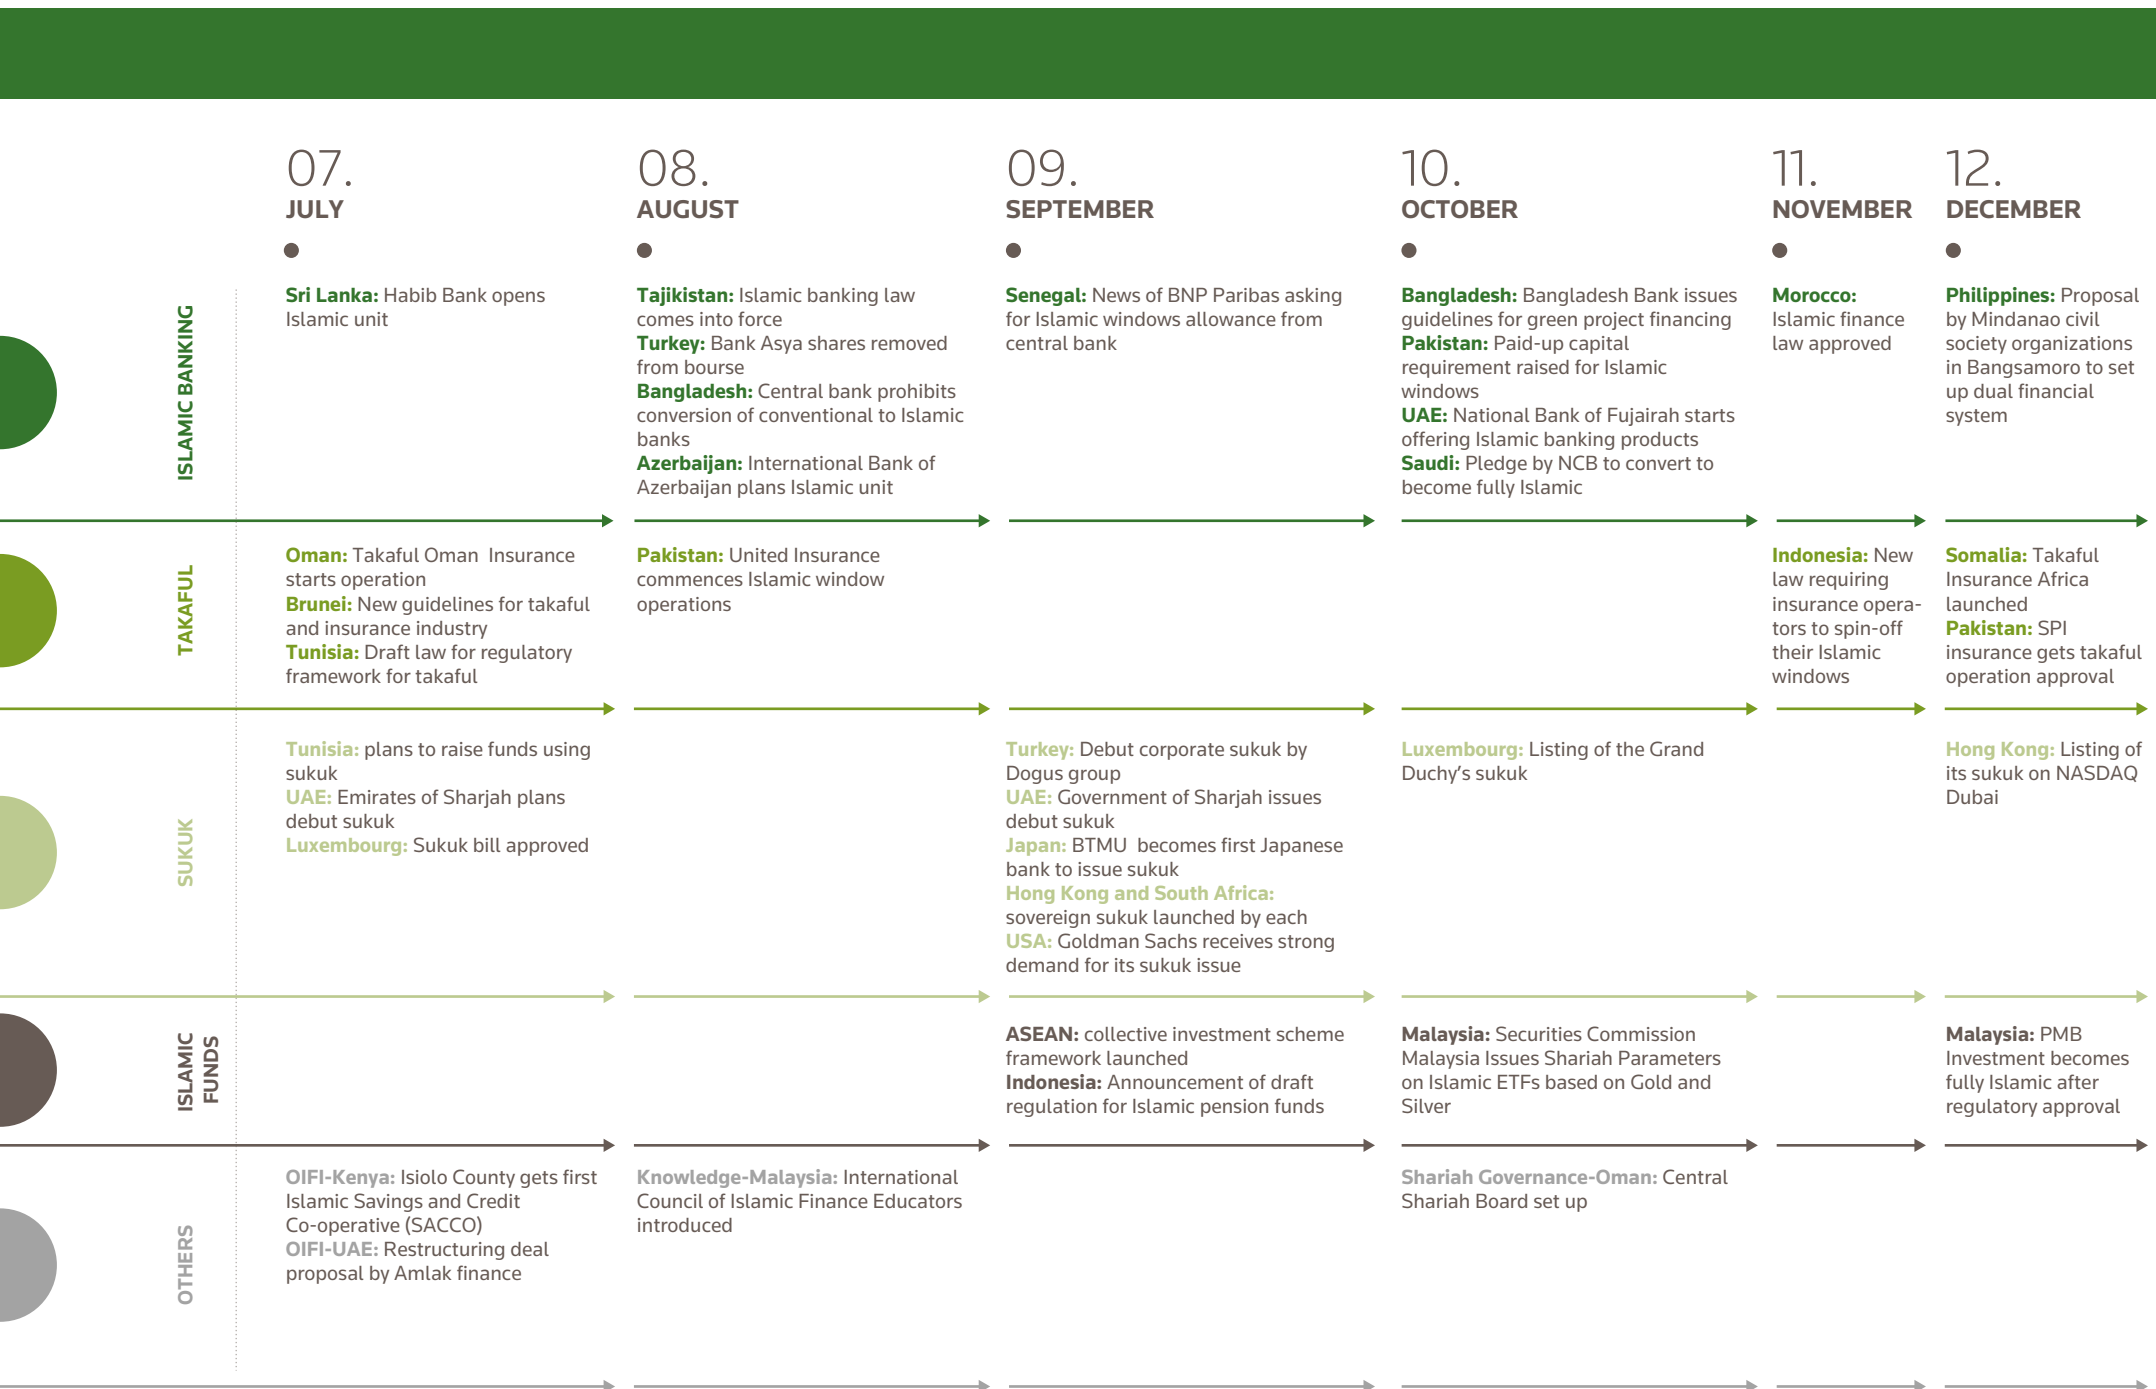 07.
JULY
08.
AUGUST
09.
SEPTEMBER
10.
OCTOBER
11.
NOVEMBER
12.
DECEMBER
ISLAMIC BANKING
Sri Lanka: Habib Bank opens
Islamic unit
Tajikistan: Islamic banking law
comes into force
Turkey: Bank Asya shares removed
from bourse
Bangladesh: Central bank prohibits
conversion of conventional to Islamic
banks
Azerbaijan: International Bank of
Azerbaijan plans Islamic unit
Senegal: News of BNP Paribas asking
for Islamic windows allowance from
central bank
Bangladesh: Bangladesh Bank issues
guidelines for green project financing
Pakistan: Paid-up capital
requirement raised for Islamic
windows
UAE: National Bank of Fujairah starts
offering Islamic banking products
Saudi: Pledge by NCB to convert to
become fully Islamic
Morocco:
Islamic finance
law approved
Philippines: Proposal
by Mindanao civil
society organizations
in Bangsamoro to set
up dual financial
system
TAKAFUL
Oman: Takaful Oman Insurance
starts operation
Brunei: New guidelines for takaful
and insurance industry
Tunisia: Draft law for regulatory
framework for takaful
Pakistan: United Insurance
commences Islamic window
operations
Indonesia: New
law requiring
insurance opera-
tors to spin-off
their Islamic
windows
Somalia: Takaful
Insurance Africa
launched
Pakistan: SPI
insurance gets takaful
operation approval
SUKUK
Tunisia: plans to raise funds using
sukuk
UAE: Emirates of Sharjah plans
debut sukuk
Luxembourg: Sukuk bill approved
Turkey: Debut corporate sukuk by
Dogus group
UAE: Government of Sharjah issues
debut sukuk
Japan: BTMU becomes first Japanese
bank to issue sukuk
Hong Kong and South Africa:
sovereign sukuk launched by each
USA: Goldman Sachs receives strong
demand for its sukuk issue
Luxembourg: Listing of the Grand
Duchy’s sukuk
Hong Kong: Listing of
its sukuk on NASDAQ
Dubai
ISLAMIC
FUNDS
ASEAN: collective investment scheme
framework launched
Indonesia: Announcement of draft
regulation for Islamic pension funds
Malaysia: Securities Commission
Malaysia Issues Shariah Parameters
on Islamic ETFs based on Gold and
Silver
Malaysia: PMB
Investment becomes
fully Islamic after
regulatory approval
OTHERS
OIFI-Kenya: Isiolo County gets first
Islamic Savings and Credit
Co-operative (SACCO)
OIFI-UAE: Restructuring deal
proposal by Amlak finance
Knowledge-Malaysia: International
Council of Islamic Finance Educators
introduced
Shariah Governance-Oman: Central
Shariah Board set up